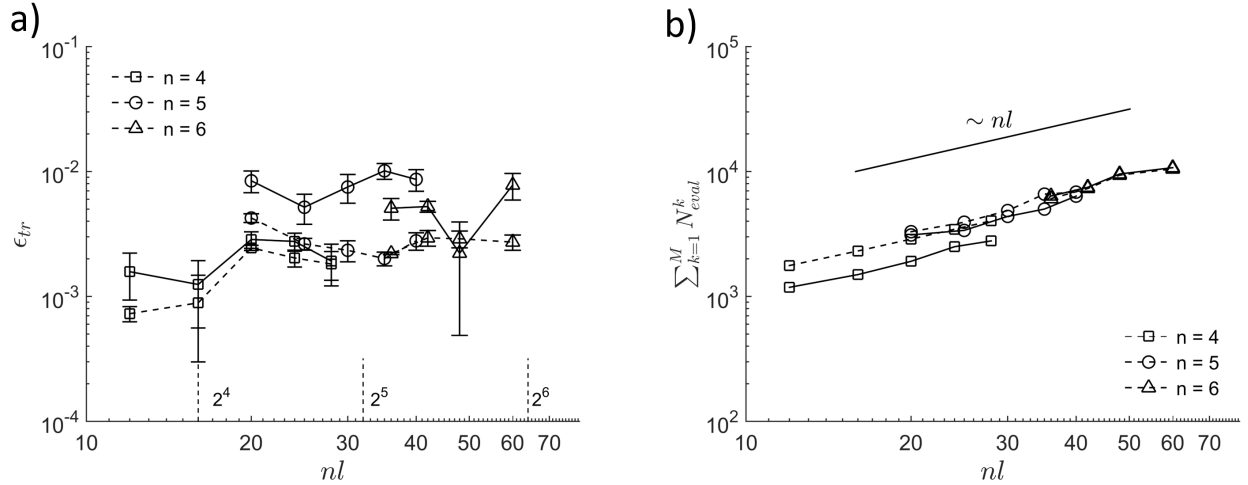 a)
10^-1
10^-2
10^-3
10^-4
ϵ_tr
n = 4
n = 5
n = 6
2^4
2^5
2^6
10 20 30 40 50 60 70
nl
b)
10^5
10^4
10^3
10^2
∑_{k=1}^{M} N_{eval}^{k}
∼ nl
n = 4
n = 5
n = 6
10 20 30 40 50 60 70
nl